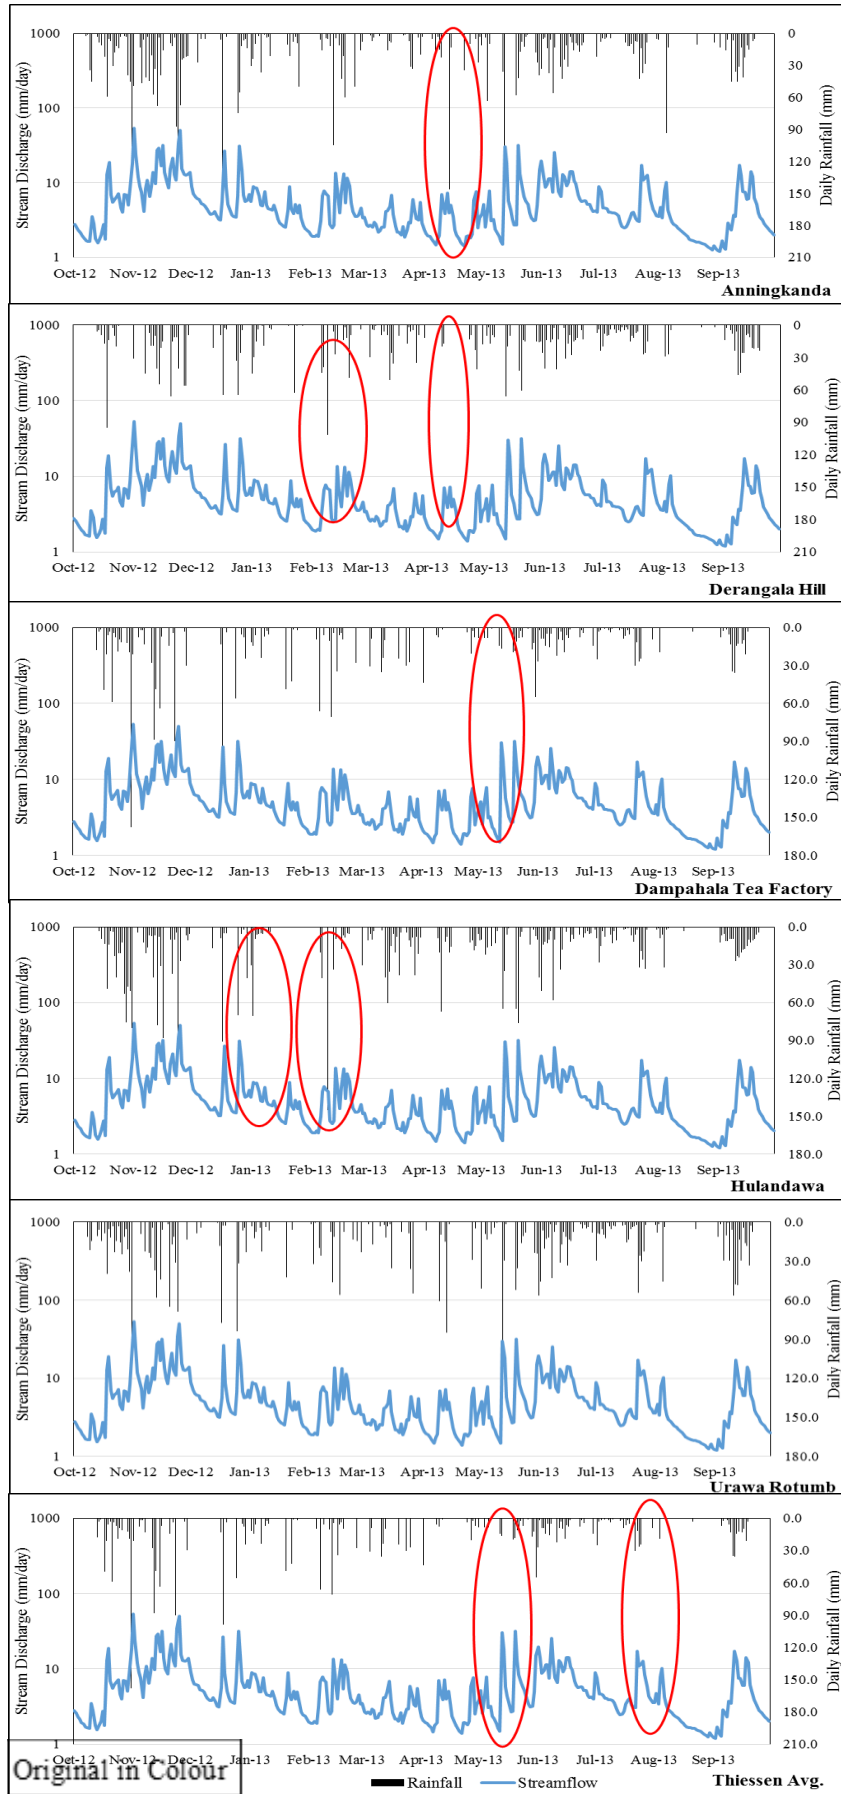 Stream Discharge (mm/day)
1000
100
10
1
0
30
60
90
120
150
180
210
Daily Rainfall (mm)
Oct-12 Nov-12 Dec-12 Jan-13 Feb-13 Mar-13 Apr-13 May-13 Jun-13 Jul-13 Aug-13 Sep-13
Anningkanda
Stream Discharge (mm/day)
1000
100
10
1
0
30
60
90
120
150
180
210
Daily Rainfall (mm)
Oct-12 Nov-12 Dec-12 Jan-13 Feb-13 Mar-13 Apr-13 May-13 Jun-13 Jul-13 Aug-13 Sep-13
Derangala Hill
Stream Discharge (mm/day)
1000
100
10
1
0.0
30.0
60.0
90.0
120.0
150.0
180.0
Daily Rainfall (mm)
Oct-12 Nov-12 Dec-12 Jan-13 Feb-13 Mar-13 Apr-13 May-13 Jun-13 Jul-13 Aug-13 Sep-13
Dampahala Tea Factory
Stream Discharge (mm/day)
1000
100
10
1
0.0
30.0
60.0
90.0
120.0
150.0
180.0
Daily Rainfall (mm)
Oct-12 Nov-12 Dec-12 Jan-13 Feb-13 Mar-13 Apr-13 May-13 Jun-13 Jul-13 Aug-13 Sep-13
Hulandawa
Stream Discharge (mm/day)
1000
100
10
1
0.0
30.0
60.0
90.0
120.0
150.0
180.0
Daily Rainfall (mm)
Oct-12 Nov-12 Dec-12 Jan-13 Feb-13 Mar-13 Apr-13 May-13 Jun-13 Jul-13 Aug-13 Sep-13
Urawa Rotumb
Stream Discharge (mm/day)
1000
100
10
1
0.0
30.0
60.0
90.0
120.0
150.0
180.0
210.0
Daily Rainfall (mm)
Oct-12 Nov-12 Dec-12 Jan-13 Feb-13 Mar-13 Apr-13 May-13 Jun-13 Jul-13 Aug-13 Sep-13
Original in Colour
Rainfall Streamflow
Thiessen Avg.